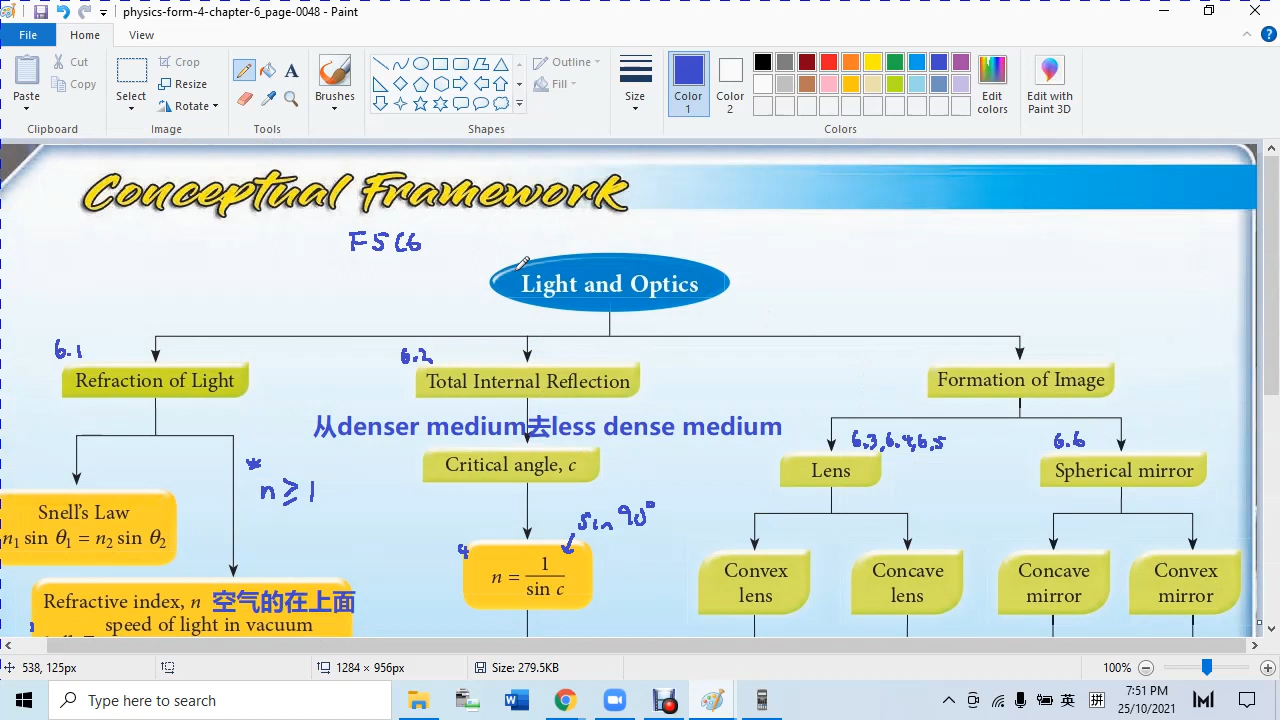 physics-form-4-chapter-6_page-0048 - Paint
File
Home
View
Paste
Cut
Copy
Clipboard
Select
Crop
Resize
Rotate
Image
A
Tools
Brushes
Shapes
Outline
Fill
Size
Color 1
Color 2
Colors
Edit colors
Edit with Paint 3D
Conceptual Framework
F5C6
Light and Optics
6.1
6.2
Refraction of Light
Total Internal Reflection
Formation of Image
从denser medium去less dense medium
6.3, 6.4, 6.5
6.6
Critical angle, c
Lens
Spherical mirror
*
n ≥ 1
Snell's Law
n₁ sin θ₁ = n₂ sin θ₂
sin 90°
n = 1 / sin c
Convex lens
Concave lens
Concave mirror
Convex mirror
Refractive index, n 空气的在上面
speed of light in vacuum
538, 125px
1284 × 956px
Size: 279.5KB
100%
Type here to search
英
拼
7:51 PM
25/10/2021